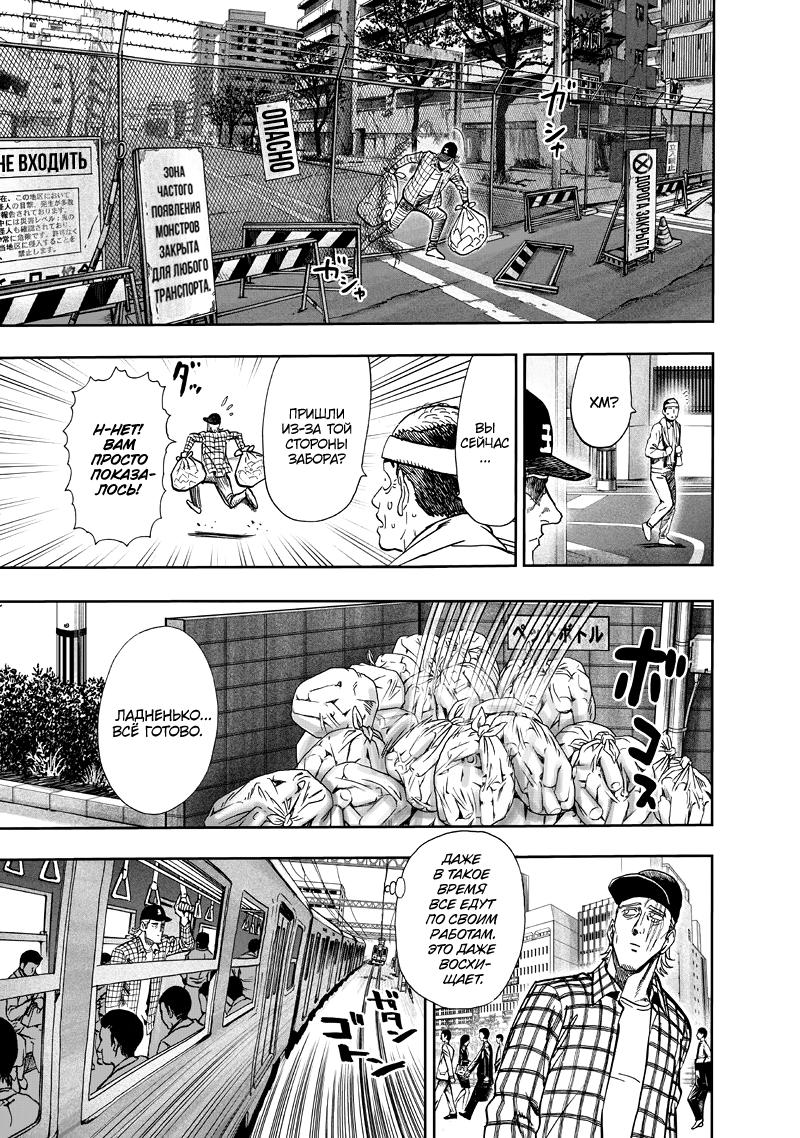 ガシャ
ОПАСНО
НЕ ВХОДИТЬ
ЗОНА
ЧАСТОГО
ПОЯВЛЕНИЯ
МОНСТРОВ
ЗАКРЫТА
ДЛЯ ЛЮБОГО
ТРАНСПОРТА.
ДОРОГА ЗАКРЫТА
ガシャ
ХМ?
ВЫ
СЕЙЧАС
...
ПРИШЛИ
ИЗ-ЗА ТОЙ
СТОРОНЫ
ЗАБОРА?
ダッ
Н-НЕТ!
ВАМ
ПРОСТО
ПОКАЗА-
ЛОСЬ!
ペットボトル
ボコス
ЛАДНЕНЬКО...
ВСЁ ГОТОВО.
ДАЖЕ
В ТАКОЕ
ВРЕМЯ
ВСЕ ЕДУТ
ПО СВОИМ
РАБОТАМ.
ЭТО ДАЖЕ
ВОСХИ-
ЩАЕТ.
ガタン
ゴトン